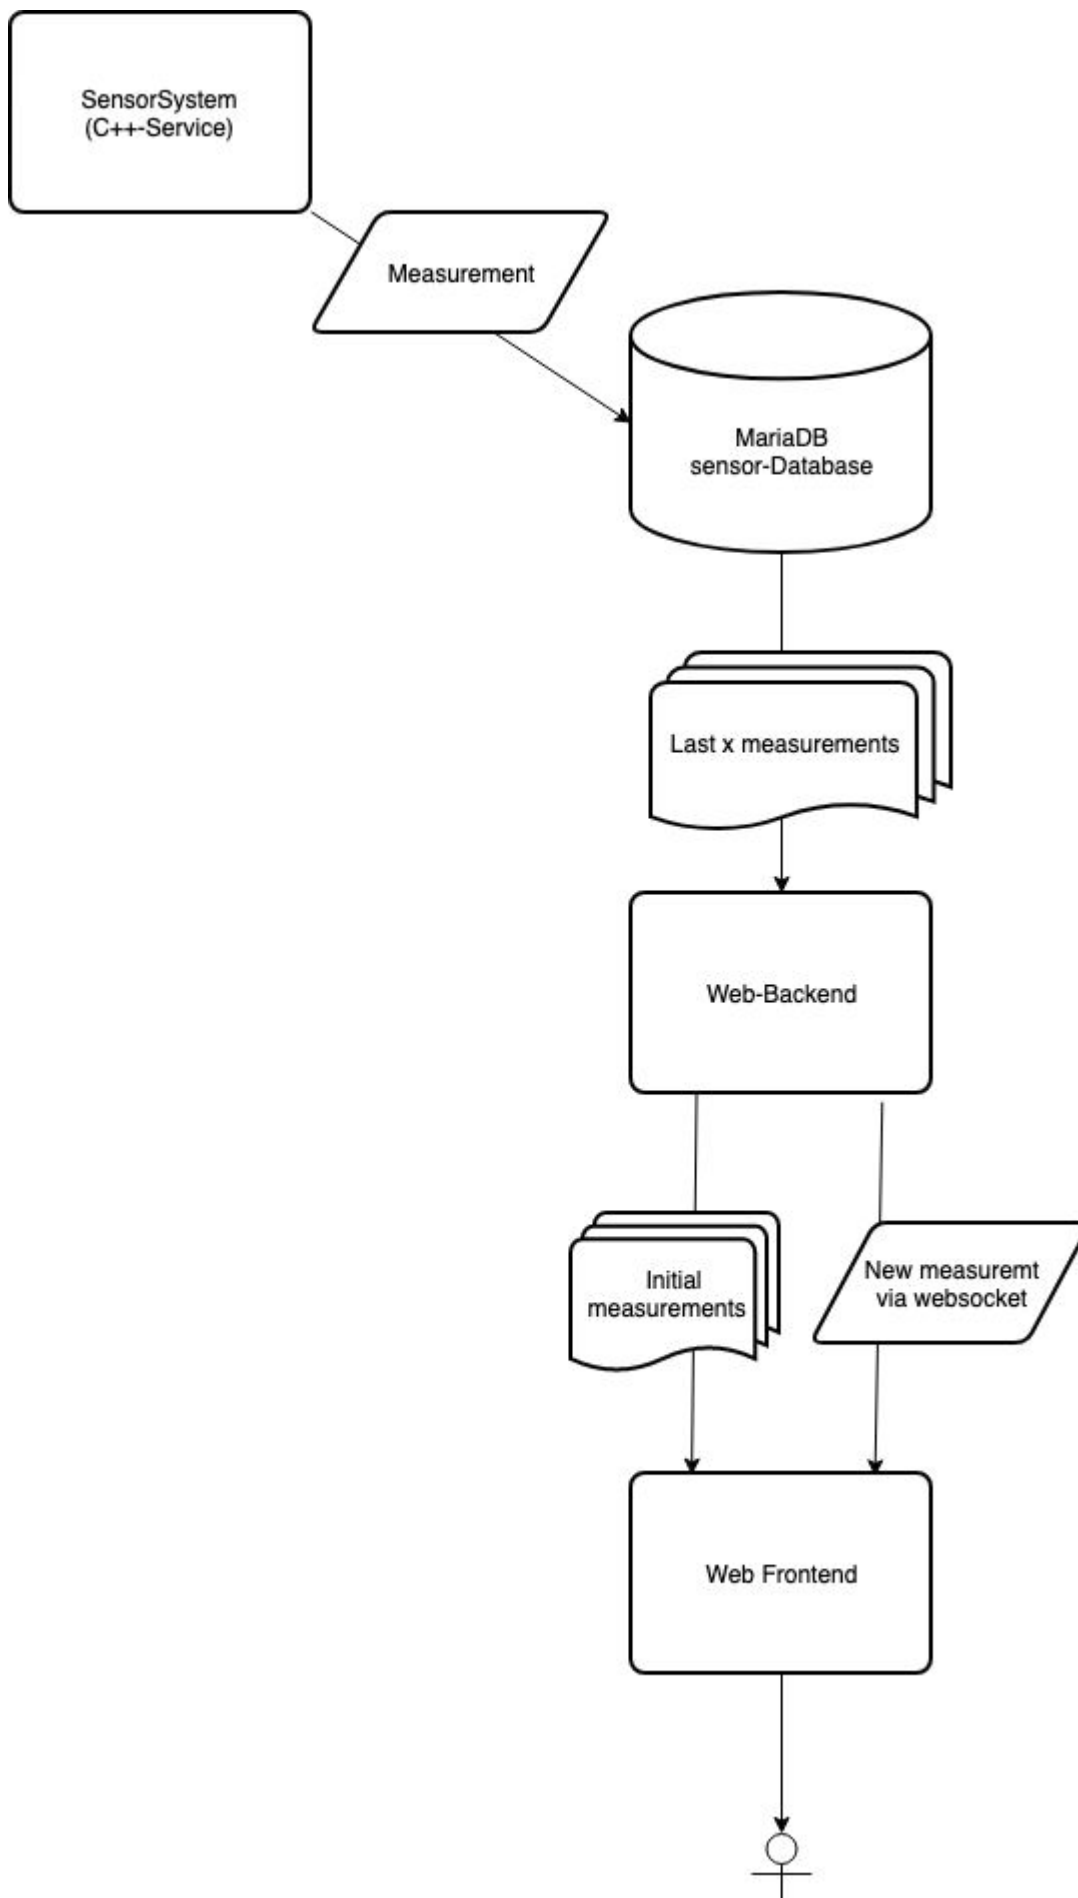 SensorSystem
(C++-Service)
Measurement
MariaDB
sensor-Database
Last x measurements
Web-Backend
Initial
measurements
New measuremt
via websocket
Web Frontend